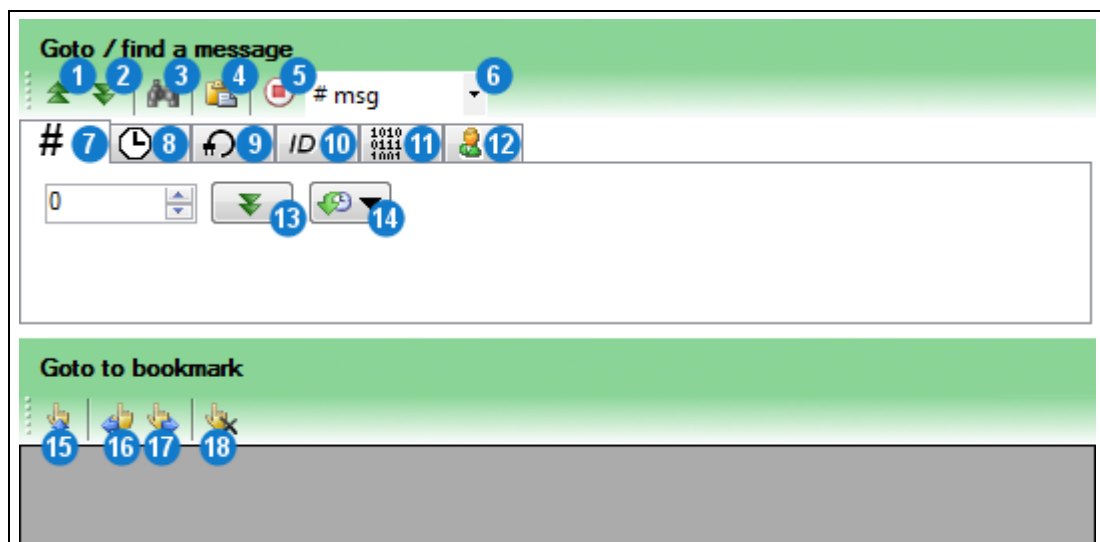 Goto / find a message
1 2 3 4 5 # msg 6
# 7 8 9 ID 10 1010 0111 1001 11 12
0 13 14
Goto to bookmark
15 16 17 18